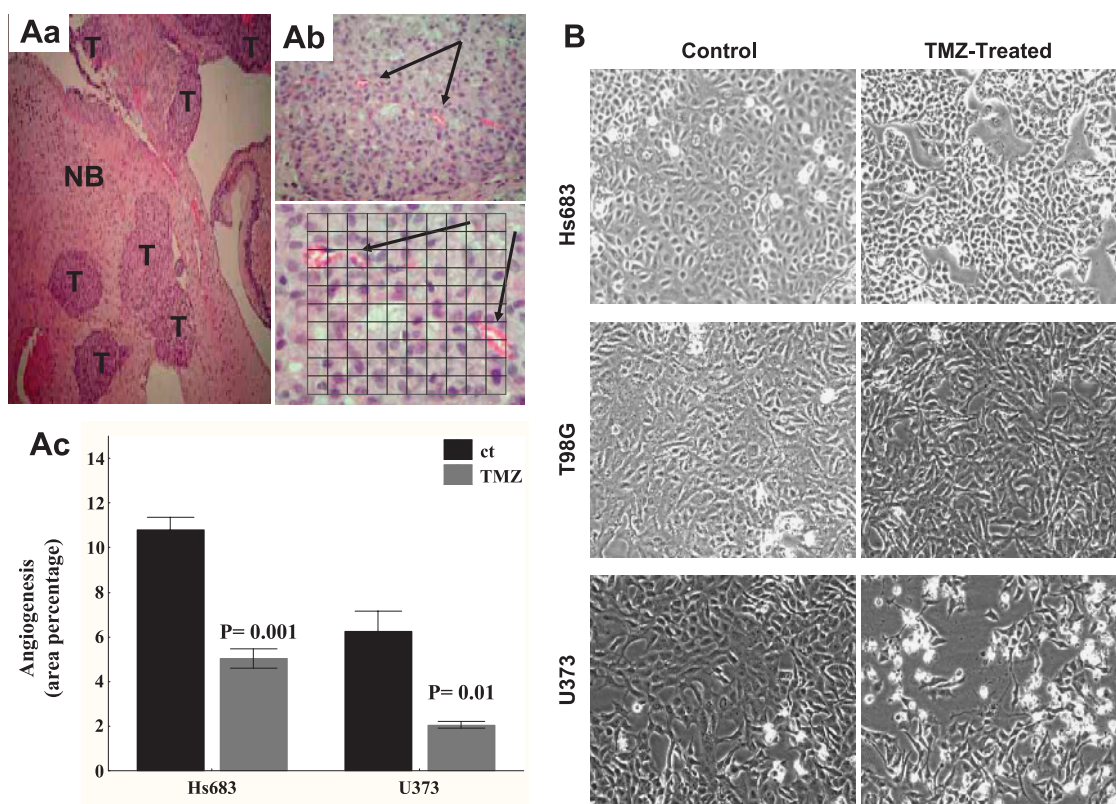 Aa
T
T
T
NB
T
T
T
T
Ab
Ac
Angiogenesis
(area percentage)
14
12
10
8
6
4
2
0
ct
TMZ
P= 0.001
P= 0.01
Hs683
U373
B
Control
TMZ-Treated
Hs683
T98G
U373